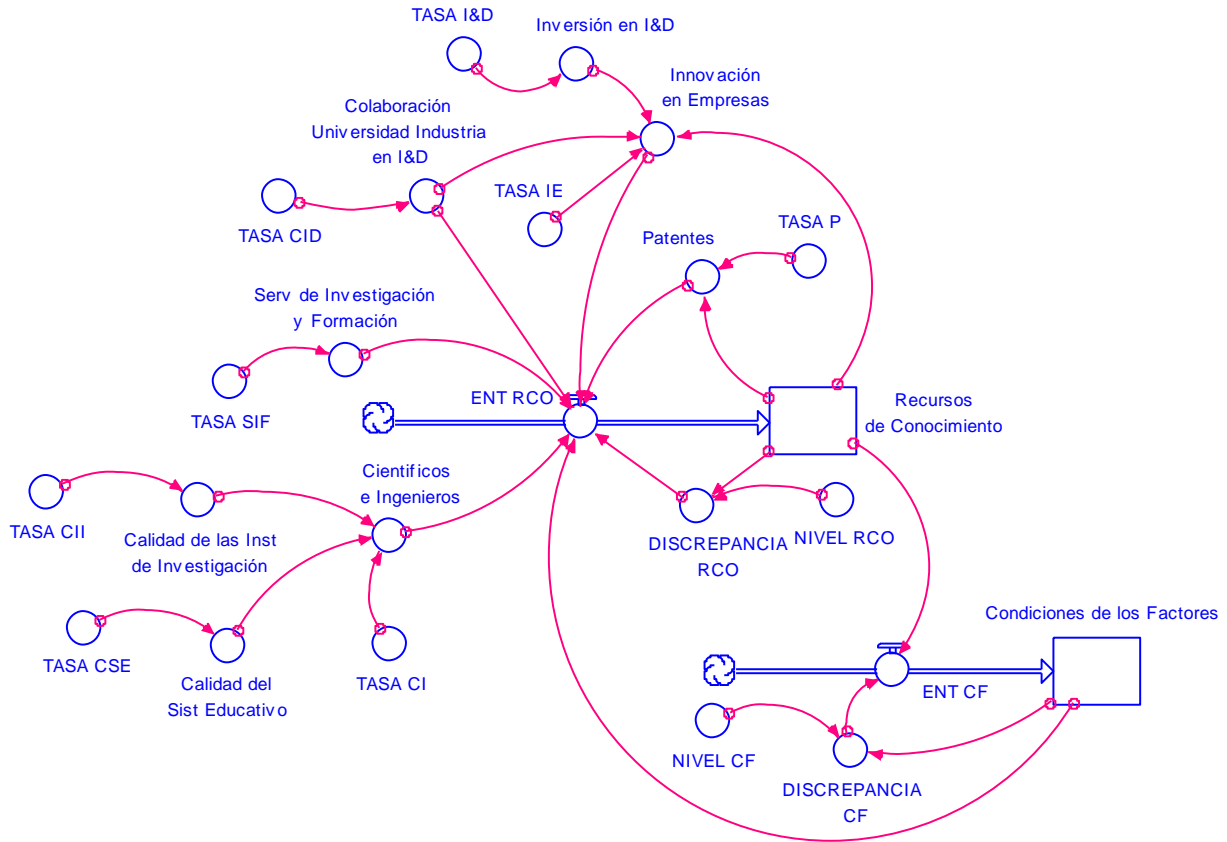 TASA I&D
Inversión en I&D
Innovación
en Empresas
Colaboración
Universidad Industria
en I&D
TASA IE
TASA CID
TASA P
Patentes
Serv de Investigación
y Formación
ENT RCO
Recursos
de Conocimiento
TASA SIF
Científicos
e Ingenieros
TASA CII
Calidad de las Inst
de Investigación
DISCREPANCIA
RCO
NIVEL RCO
Condiciones de los Factores
TASA CSE
Calidad del
Sist Educativo
TASA CI
ENT CF
NIVEL CF
DISCREPANCIA
CF